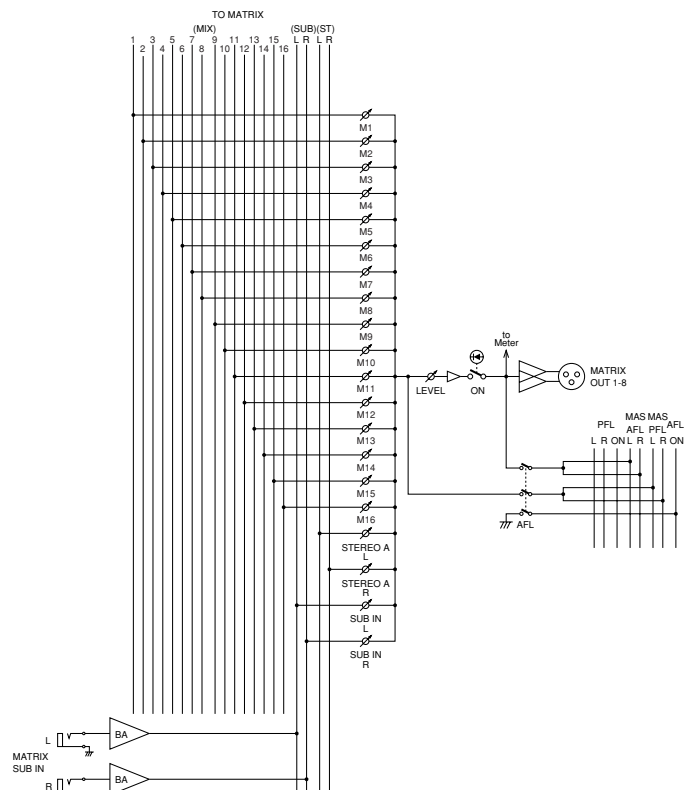 TO MATRIX
(MIX) (SUB)(ST)
1 3 5 7 9 11 13 15 L R L R
2 4 6 8 10 12 14 16
M1
M2
M3
M4
M5
M6
M7
M8
M9
M10
M11
M12
M13
M14
M15
M16
STEREO A
L
STEREO A
R
SUB IN
L
SUB IN
R
LEVEL
ON
to
Meter
MATRIX
OUT 1-8
PFL MAS MAS AFL
AFL PFL
L R ON L R L R ON
AFL
L
BA
MATRIX
SUB IN
R
BA